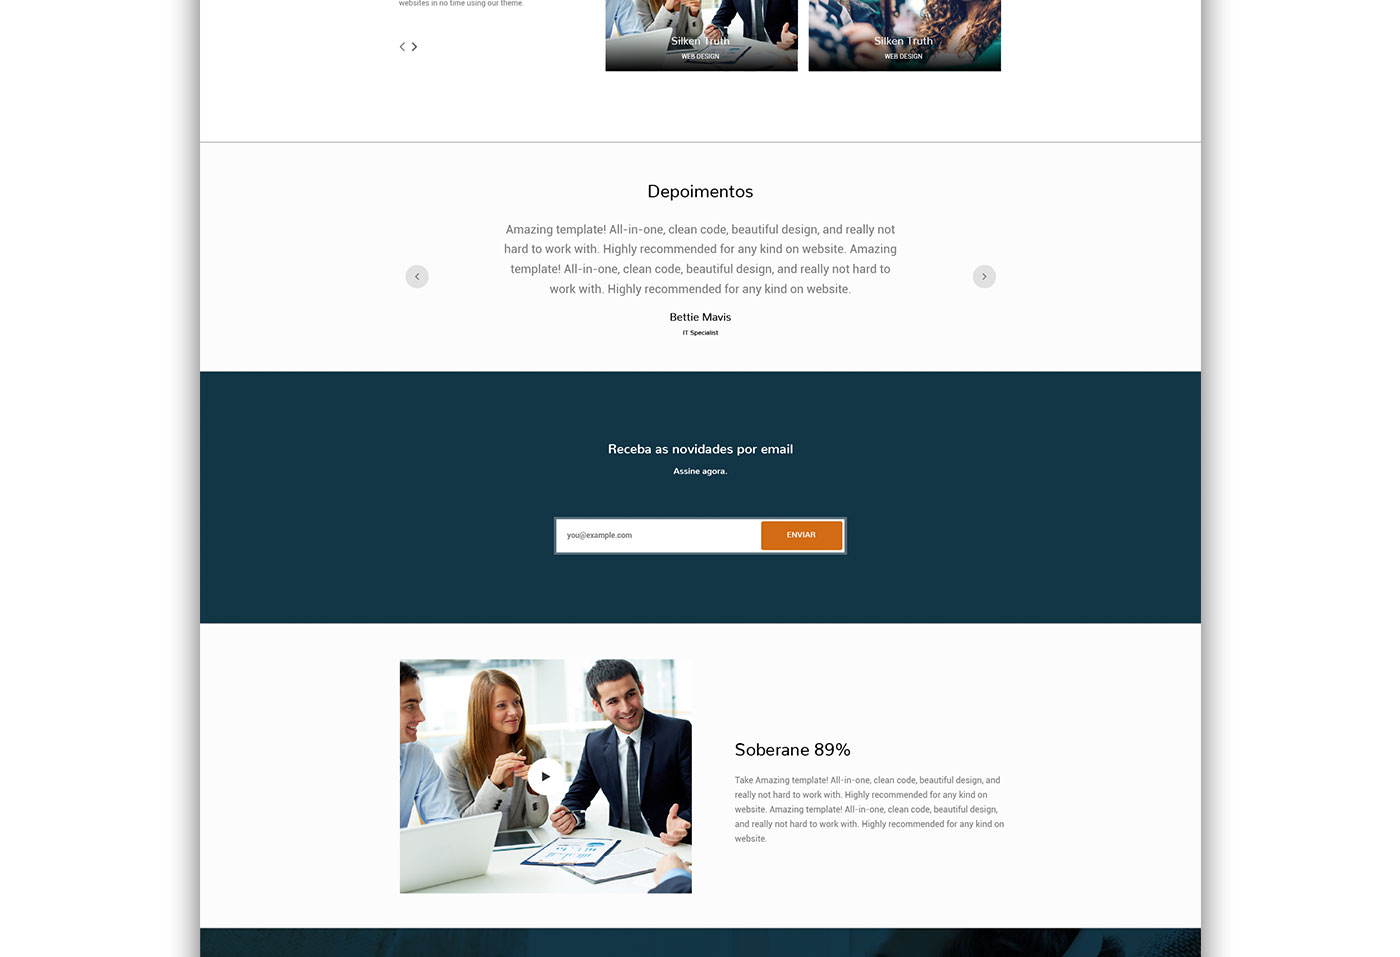 websites in no time using our theme.
Silken Truth
WEB DESIGN
Silken Truth
WEB DESIGN
Depoimentos
Amazing template! All-in-one, clean code, beautiful design, and really not
hard to work with. Highly recommended for any kind on website. Amazing
template! All-in-one, clean code, beautiful design, and really not hard to
work with. Highly recommended for any kind on website.
Bettie Mavis
IT Specialist
Receba as novidades por email
Assine agora.
you@example.com
ENVIAR
Soberane 89%
Take Amazing template! All-in-one, clean code, beautiful design, and
really not hard to work with. Highly recommended for any kind on
website. Amazing template! All-in-one, clean code, beautiful design,
and really not hard to work with. Highly recommended for any kind on
website.